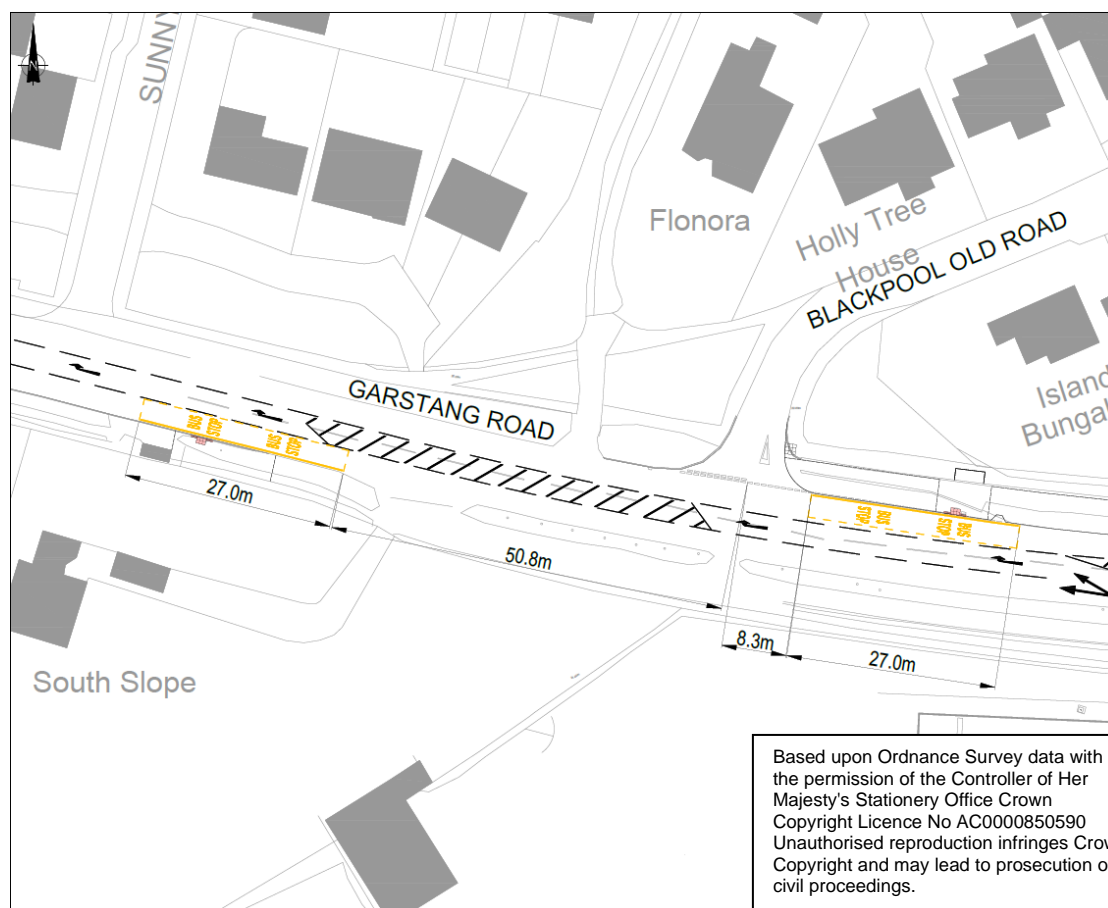 N
SUNNY
Flonora
Holly Tree
House
BLACKPOOL OLD ROAD
Island
Bungal
GARSTANG ROAD
BUS
STOP
BUS
STOP
BUS
STOP
BUS
STOP
27.0m
50.8m
8.3m
27.0m
South Slope
Based upon Ordnance Survey data with
the permission of the Controller of Her
Majesty's Stationery Office Crown
Copyright Licence No AC0000850590
Unauthorised reproduction infringes Crow
Copyright and may lead to prosecution o
civil proceedings.